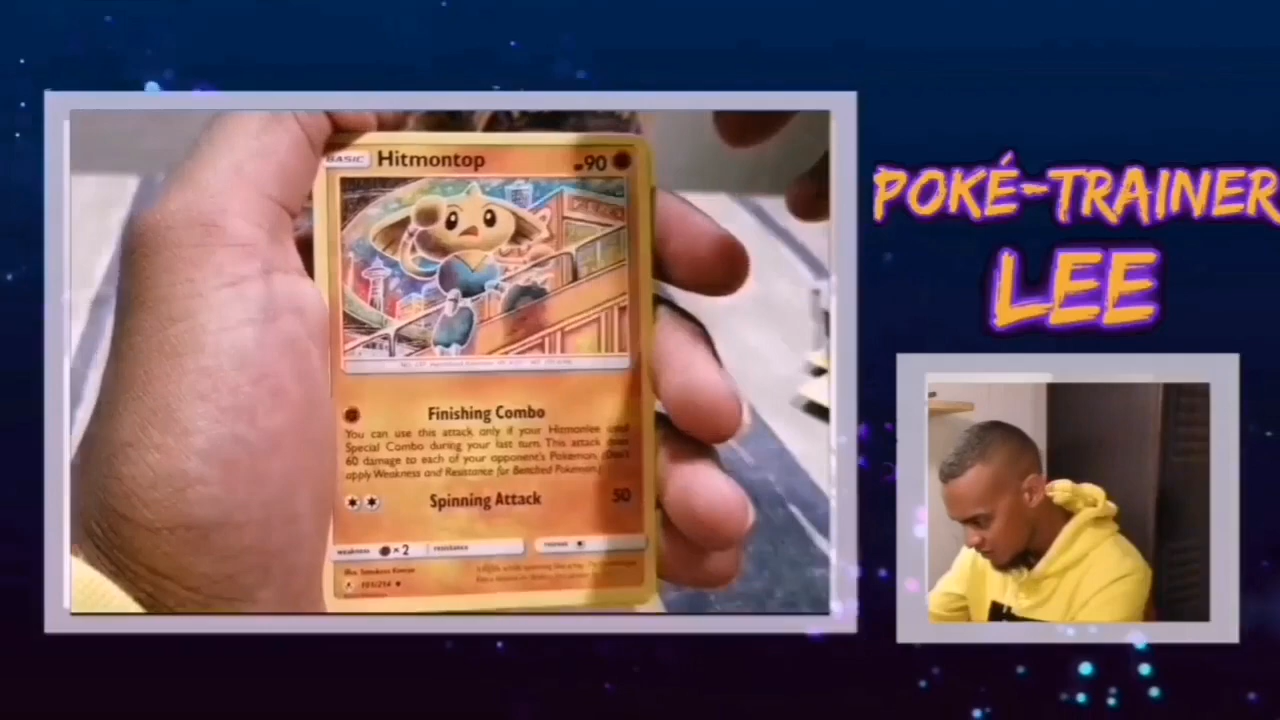 BASIC Hitmontop 90
POKÉ-TRAINER
LEE
Finishing Combo
You can use this attack only if your Hitmonlee used
Special Combo during your last turn. This attack does
60 damage to each of your opponent's Pokémon. (Don't
apply Weakness and Resistance for Benched Pokémon.)
Spinning Attack 50
weakness ×2 resistance retreat